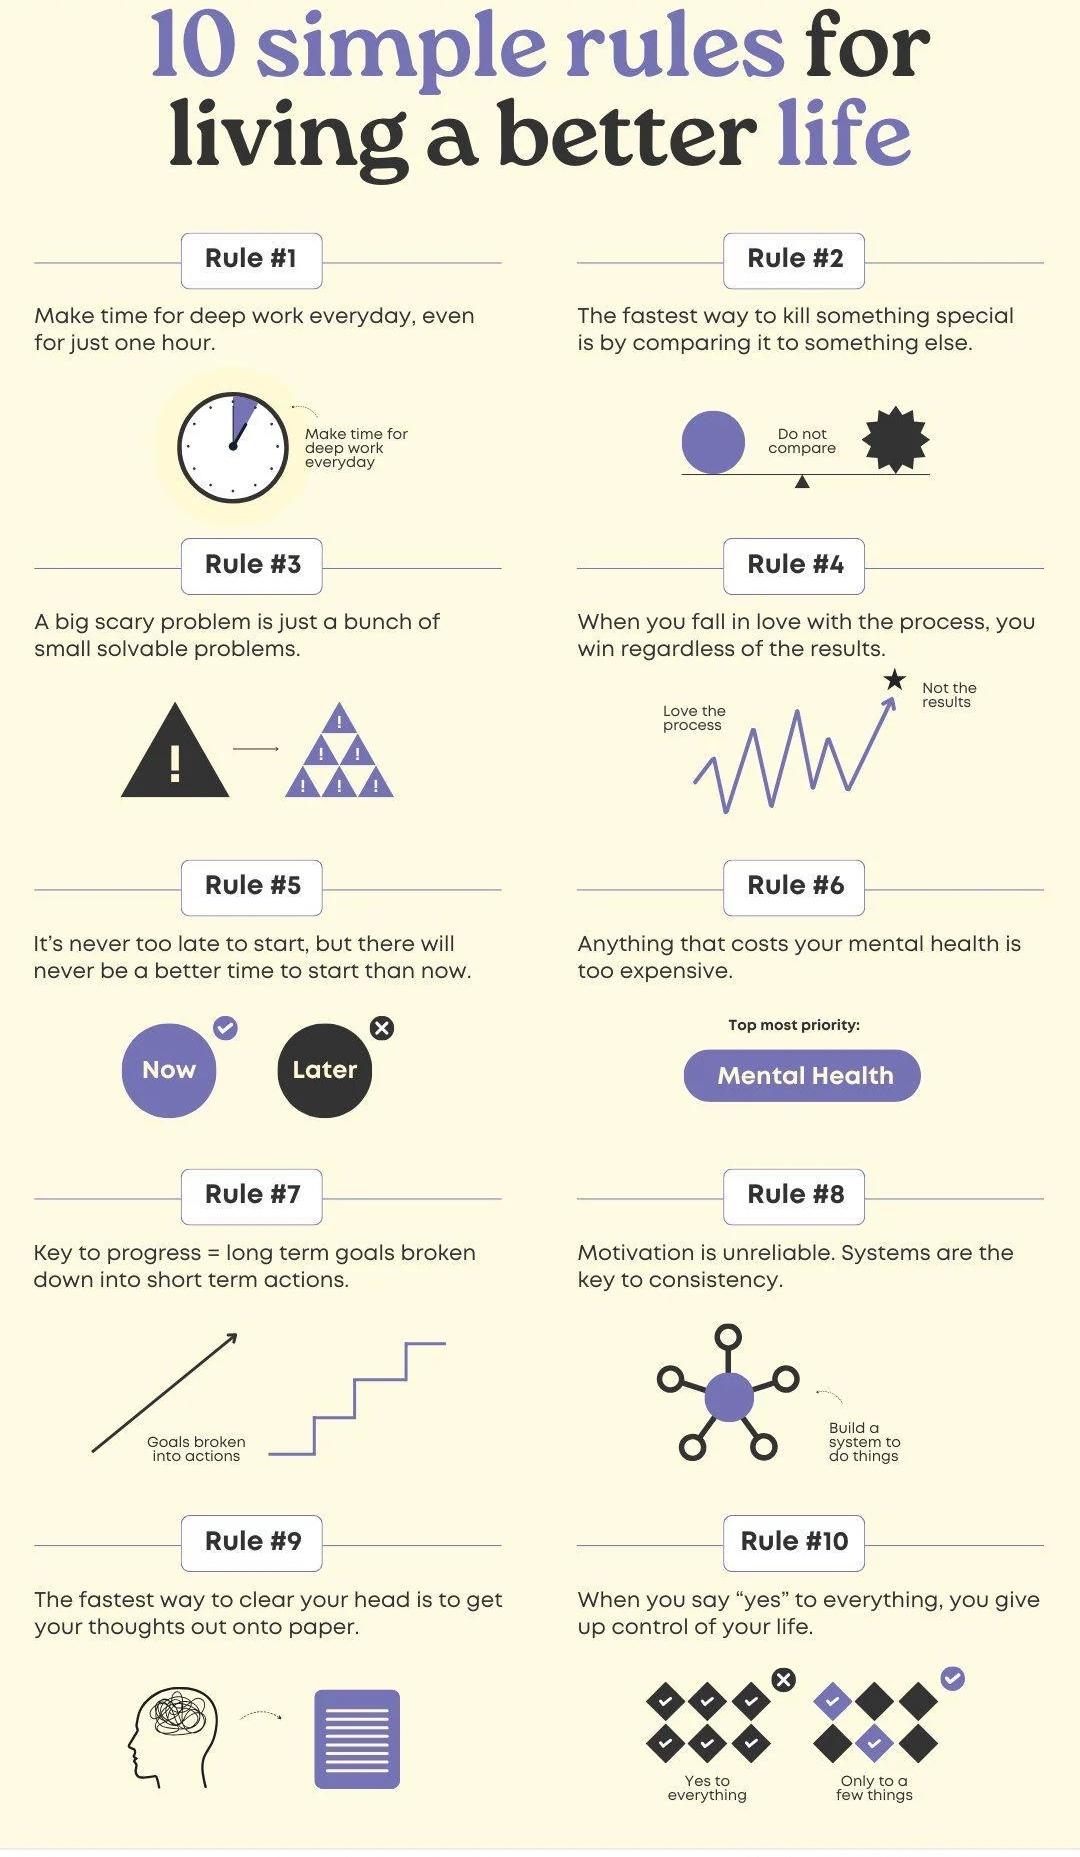 10 simple rules for
living a better life
Rule #1
Make time for deep work everyday, even
for just one hour.
Make time for
deep work
everyday
Rule #2
The fastest way to kill something special
is by comparing it to something else.
Do not
compare
Rule #3
A big scary problem is just a bunch of
small solvable problems.
!
!
! !
! ! !
Rule #4
When you fall in love with the process, you
win regardless of the results.
Love the
process
Not the
results
Rule #5
It’s never too late to start, but there will
never be a better time to start than now.
Now
Later
Rule #6
Anything that costs your mental health is
too expensive.
Top most priority:
Mental Health
Rule #7
Key to progress = long term goals broken
down into short term actions.
Goals broken
into actions
Rule #8
Motivation is unreliable. Systems are the
key to consistency.
Build a
system to
do things
Rule #9
The fastest way to clear your head is to get
your thoughts out onto paper.
Rule #10
When you say “yes” to everything, you give
up control of your life.
Yes to
everything
Only to a
few things